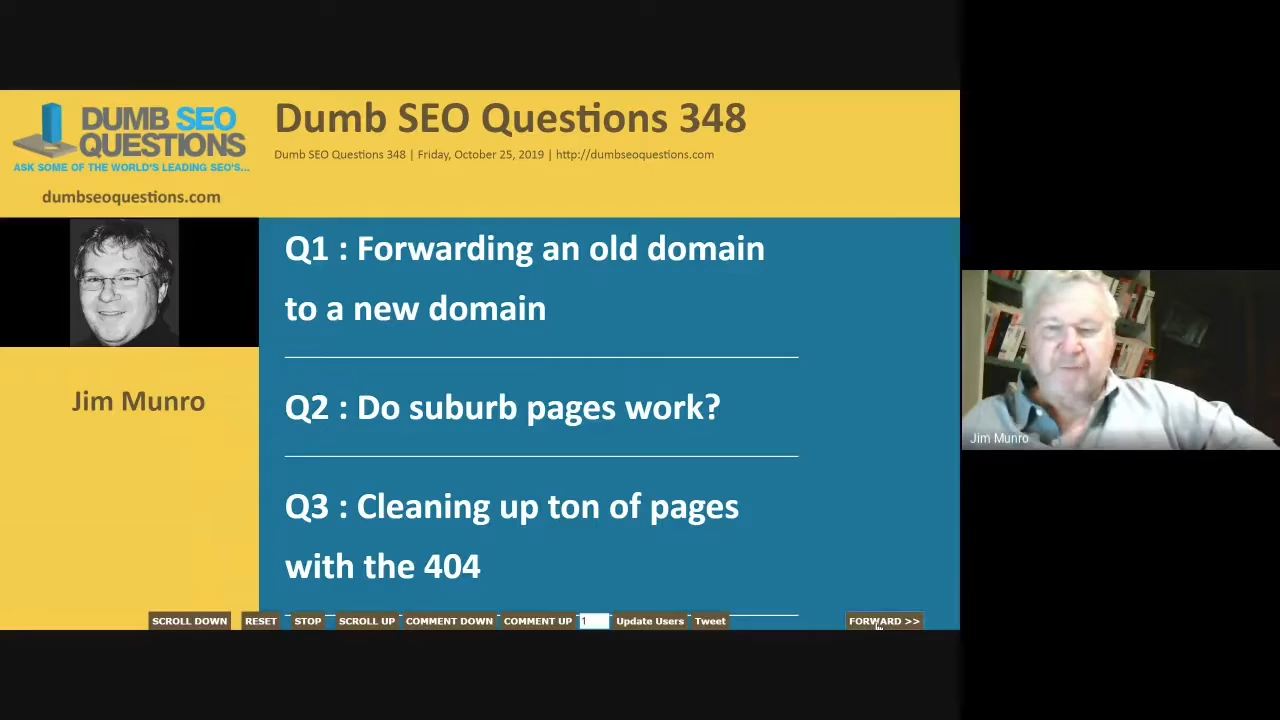 DUMB SEO
QUESTIONS
ASK SOME OF THE WORLD'S LEADING SEO'S...
dumbseoquestions.com
Dumb SEO Questions 348
Dumb SEO Questions 348 | Friday, October 25, 2019 | http://dumbseoquestions.com
Jim Munro
Q1 : Forwarding an old domain
to a new domain
Q2 : Do suburb pages work?
Q3 : Cleaning up ton of pages
with the 404
SCROLL DOWN RESET STOP SCROLL UP COMMENT DOWN COMMENT UP 1 Update Users Tweet FORWARD >>
Jim Munro